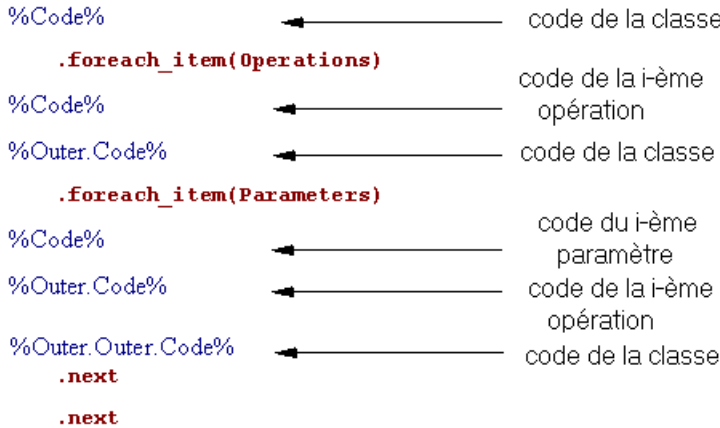 %Code% code de la classe
.foreach_item(Operations)
code de la i-ème
%Code% opération
%Outer.Code% code de la classe
.foreach_item(Parameters)
code du i-ème
%Code% paramètre
%Outer.Code% code de la i-ème
opération
%Outer.Outer.Code% code de la classe
.next
.next